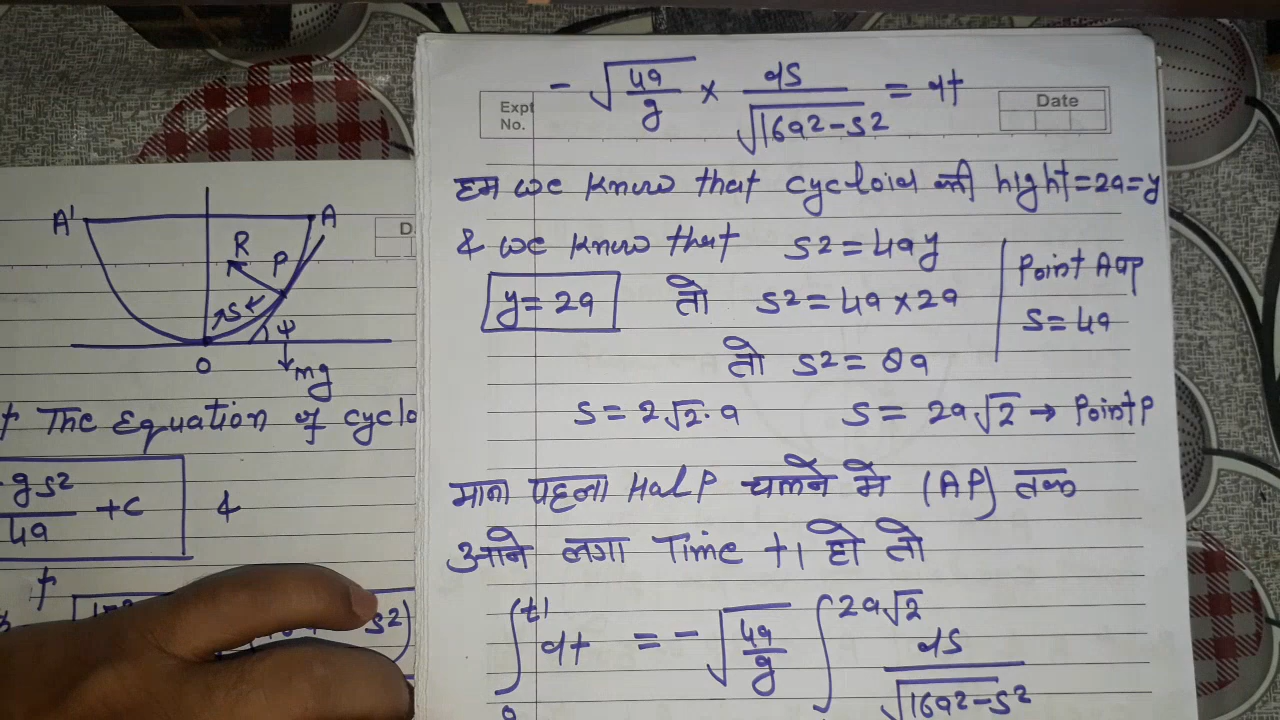 A'
A
R
P
S
ψ
O
mg
The Equation of cyclo
gs²
4a
+c
&
D
s²)
- √4a/g × ds/√16a²-s² = dt
Expt No.
Date
हम we know that cycloid की hight=2a=y
& we know that s²=4ay
y=2a तो s²=4a×2a
Point A पर
s=4a
तो s²=8a
s=2√2.a s=2a√2→Point P
माना पहला Half चलने मे (AP) तक
आने लगा Time t1 हो तो
∫ t1 dt = - √4a/g ∫ 2a√2 ds/√16a²-s²
0